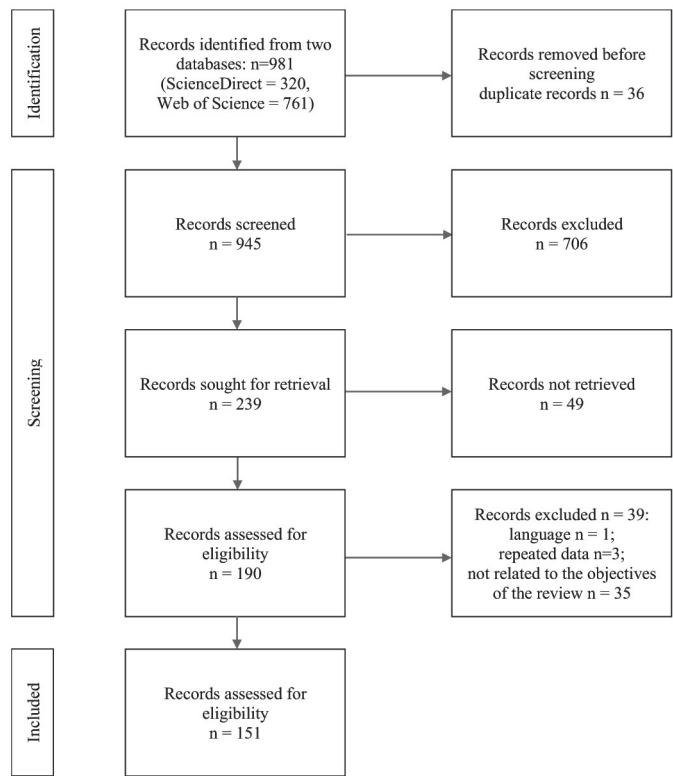 Identification
Records identified from two
databases: n=981
(ScienceDirect = 320,
Web of Science = 761)
Records removed before
screening
duplicate records n = 36
Screening
Records screened
n = 945
Records excluded
n = 706
Records sought for retrieval
n = 239
Records not retrieved
n = 49
Records assessed for
eligibility
n = 190
Records excluded n = 39:
language n = 1;
repeated data n=3;
not related to the objectives
of the review n = 35
Included
Records assessed for
eligibility
n = 151